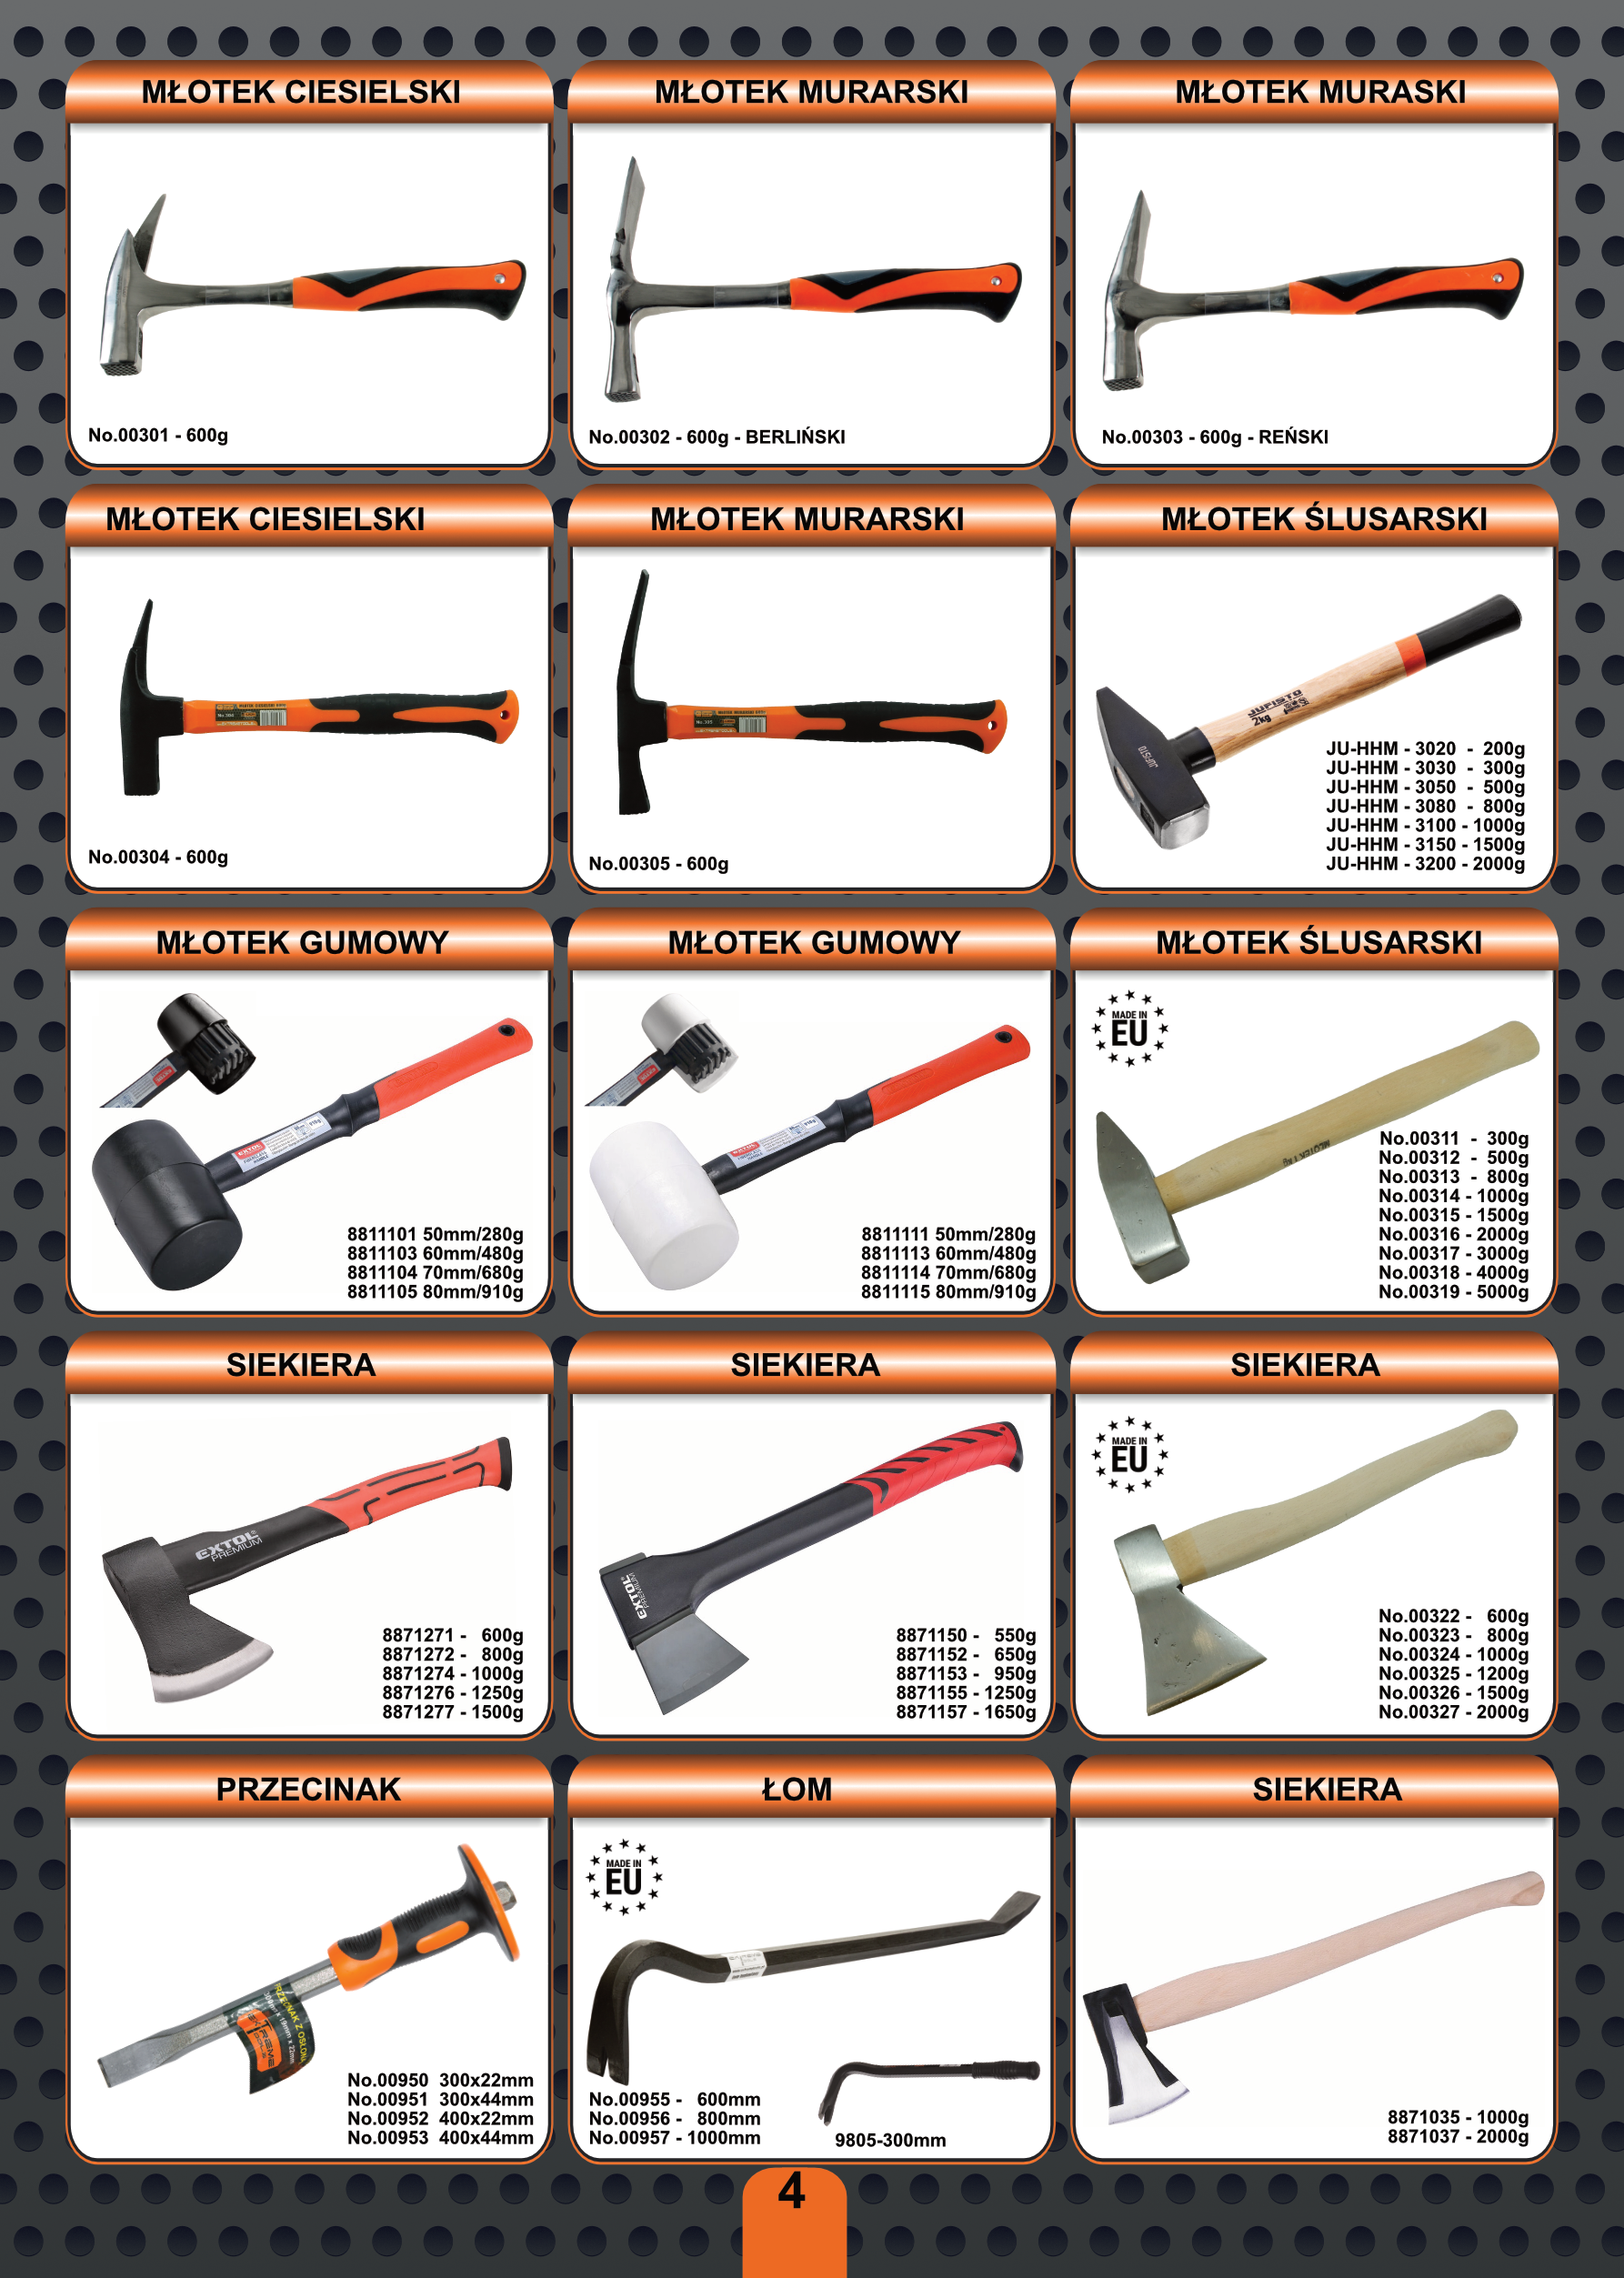 MŁOTEK CIESIELSKI
No.00301 - 600g
MŁOTEK MURARSKI
No.00302 - 600g - BERLIŃSKI
MŁOTEK MURASKI
No.00303 - 600g - REŃSKI
MŁOTEK CIESIELSKI
No.00304 - 600g
MŁOTEK MURARSKI
No.00305 - 600g
MŁOTEK ŚLUSARSKI
JUFISTO
2kg
JUFISTO
JU-HHM - 3020 - 200g
JU-HHM - 3030 - 300g
JU-HHM - 3050 - 500g
JU-HHM - 3080 - 800g
JU-HHM - 3100 - 1000g
JU-HHM - 3150 - 1500g
JU-HHM - 3200 - 2000g
MŁOTEK GUMOWY
EXTOL
8811101 50mm/280g
8811103 60mm/480g
8811104 70mm/680g
8811105 80mm/910g
MŁOTEK GUMOWY
EXTOL
8811111 50mm/280g
8811113 60mm/480g
8811114 70mm/680g
8811115 80mm/910g
MŁOTEK ŚLUSARSKI
MADE IN
EU
No.00311 - 300g
No.00312 - 500g
No.00313 - 800g
No.00314 - 1000g
No.00315 - 1500g
No.00316 - 2000g
No.00317 - 3000g
No.00318 - 4000g
No.00319 - 5000g
SIEKIERA
EXTOL®
PREMIUM
8871271 - 600g
8871272 - 800g
8871274 - 1000g
8871276 - 1250g
8871277 - 1500g
SIEKIERA
EXTOL®
PREMIUM
8871150 - 550g
8871152 - 650g
8871153 - 950g
8871155 - 1250g
8871157 - 1650g
SIEKIERA
MADE IN
EU
No.00322 - 600g
No.00323 - 800g
No.00324 - 1000g
No.00325 - 1200g
No.00326 - 1500g
No.00327 - 2000g
PRZECINAK
PRZECINAK Z OSŁONĄ
No.00950 300x22mm
No.00951 300x44mm
No.00952 400x22mm
No.00953 400x44mm
ŁOM
MADE IN
EU
No.00955 - 600mm
No.00956 - 800mm
No.00957 - 1000mm
9805-300mm
SIEKIERA
8871035 - 1000g
8871037 - 2000g
4